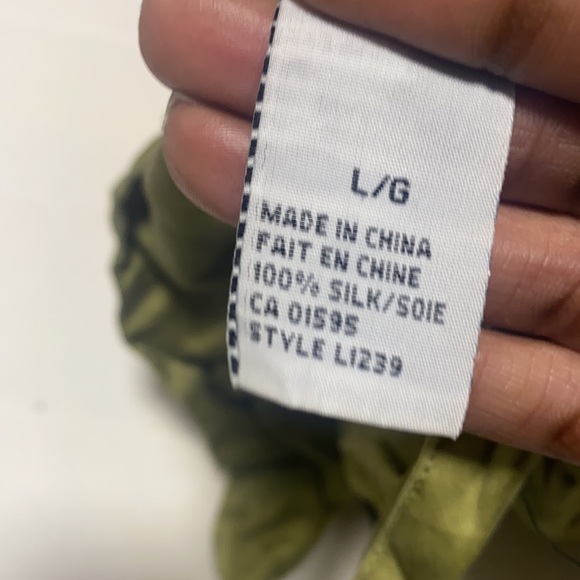 L/G
MADE IN CHINA
FAIT EN CHINE
100% SILK/SOIE
CA 01595
STYLE L1239